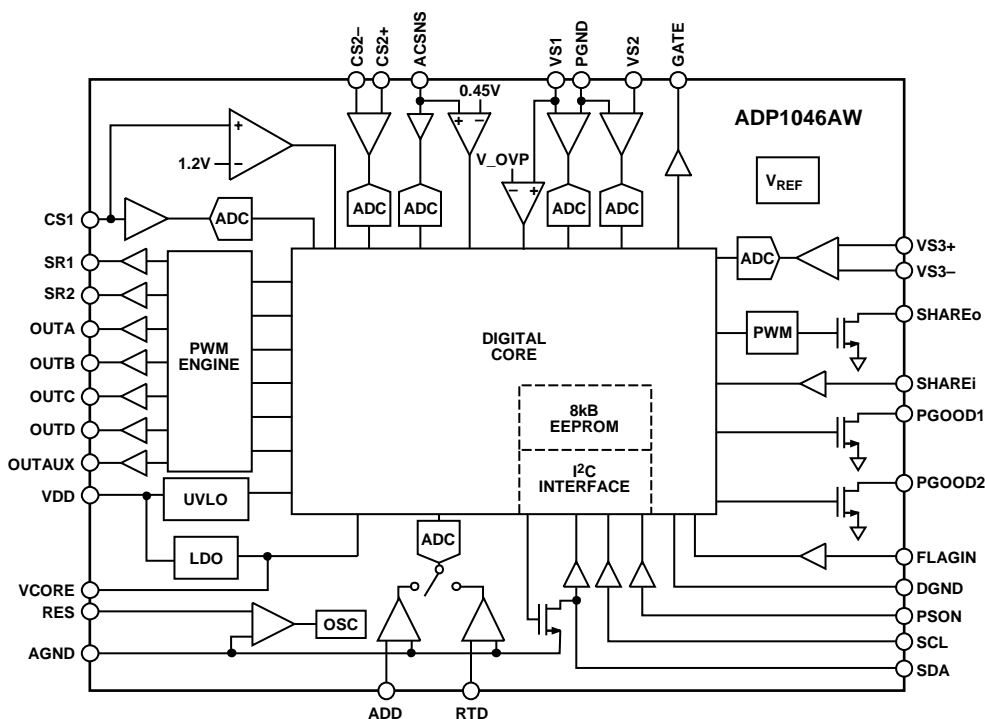 CS2–
CS2+
ACSNS
VS1
PGND
VS2
GATE
ADP1046AW
0.45V
+ –
+
1.2V –
V_OVP
– +
VREF
ADC
ADC
ADC
ADC
CS1
ADC
ADC
VS3+
VS3–
SR1
SR2
OUTA
OUTB
OUTC
OUTD
OUTAUX
PWM
ENGINE
DIGITAL
CORE
PWM
SHAREo
SHAREi
8kB
EEPROM
PGOOD1
I2C
INTERFACE
PGOOD2
VDD
UVLO
LDO
ADC
FLAGIN
VCORE
DGND
RES
OSC
PSON
SCL
AGND
SDA
ADD
RTD